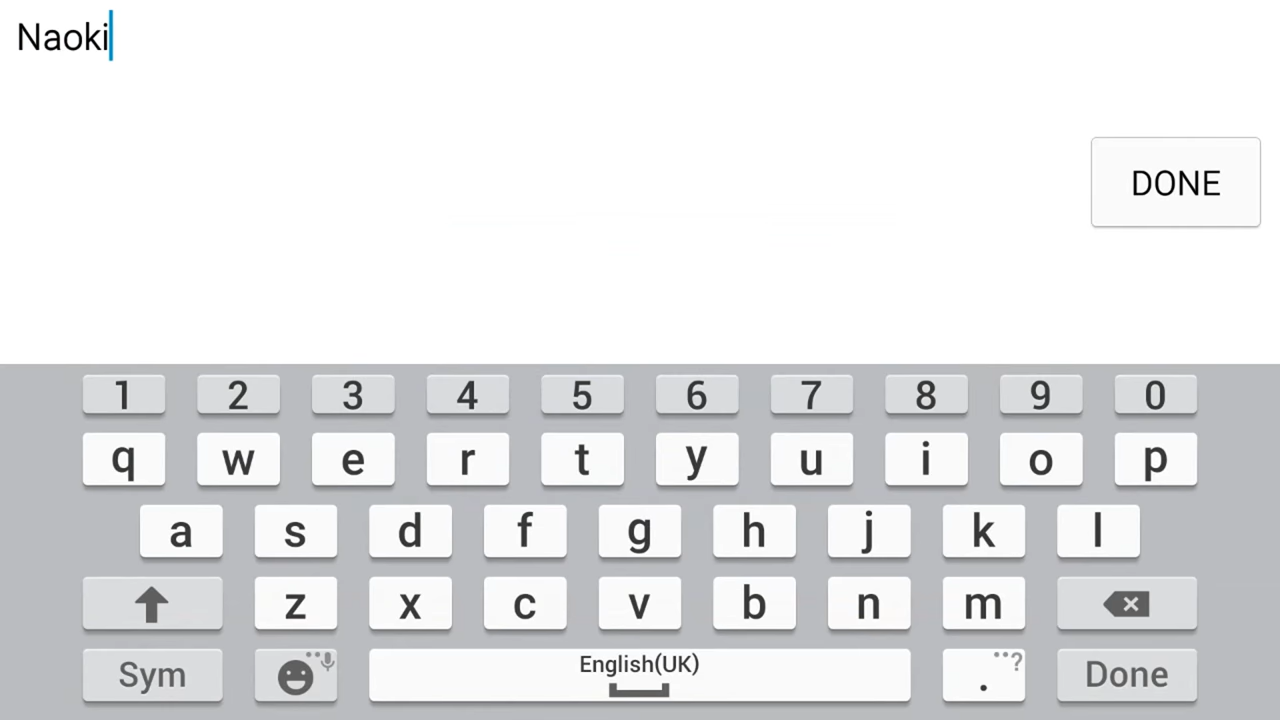 Naoki
DONE
1 2 3 4 5 6 7 8 9 0
q w e r t y u i o p
a s d f g h j k l
z x c v b n m
Sym English(UK) . ? Done